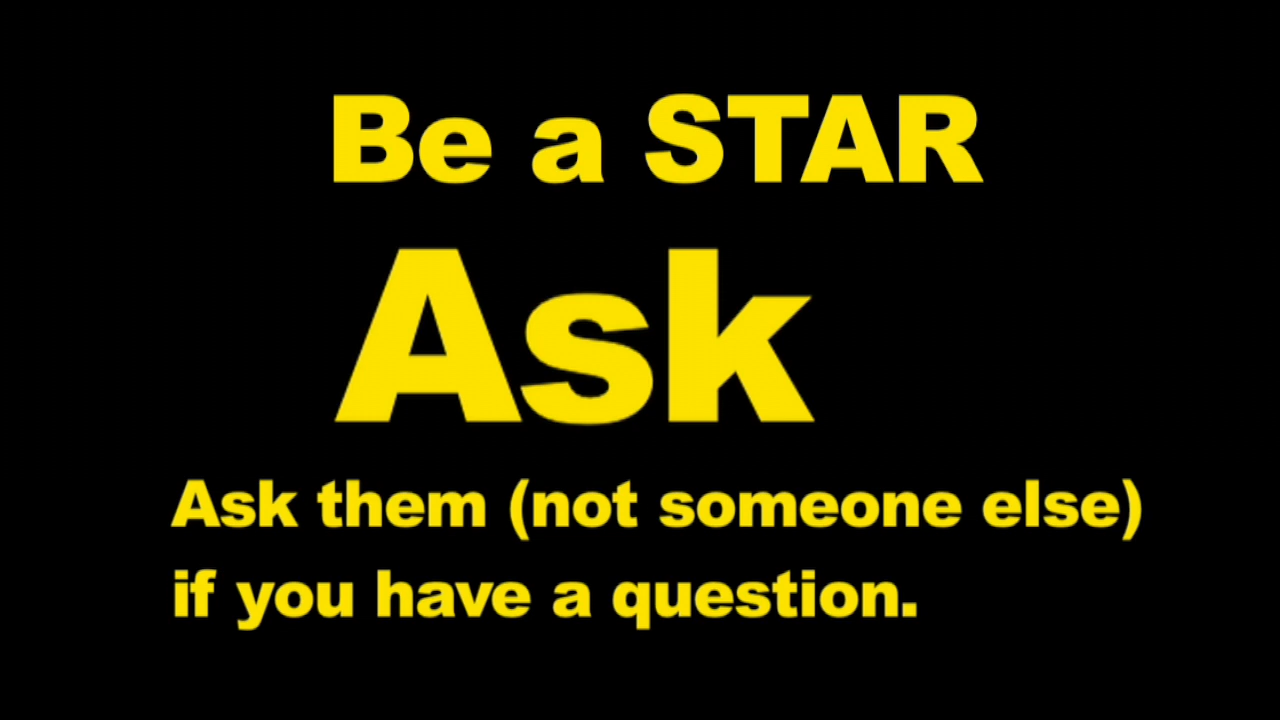 Be a STAR
Ask
Ask them (not someone else)
if you have a question.